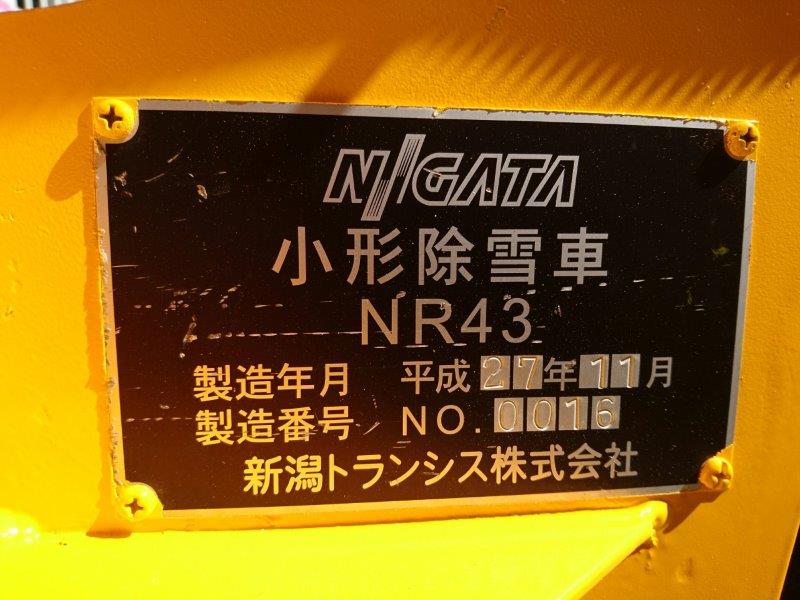 NIIGATA
小形除雪車
NR43
製造年月 平成27年11月
製造番号 NO.0016
新潟トランシス株式会社